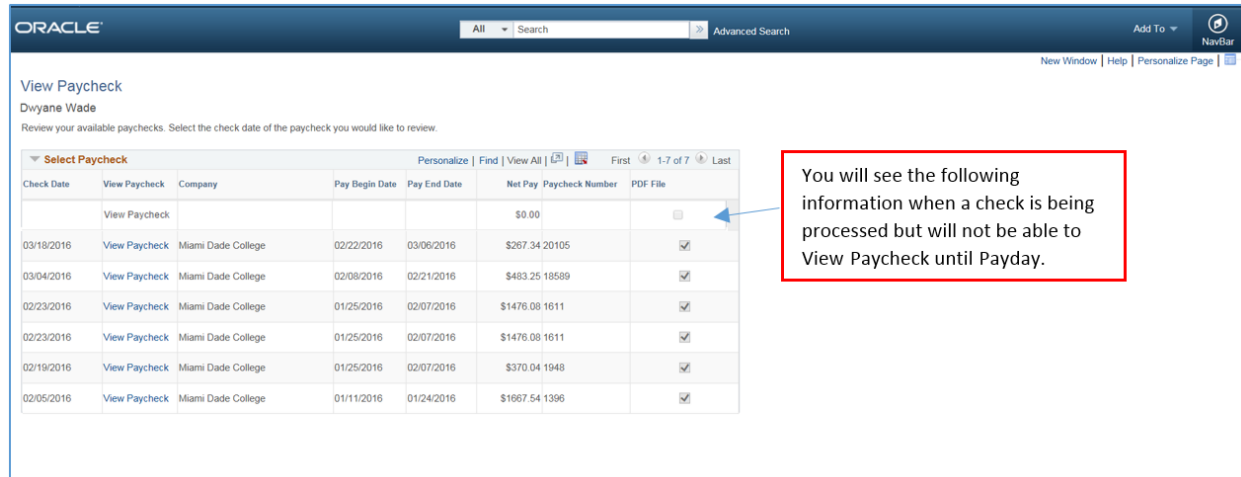 ORACLE
All Search Advanced Search Add To NavBar
New Window | Help | Personalize Page |
View Paycheck
Dwyane Wade
Review your available paychecks. Select the check date of the paycheck you would like to review.
Select Paycheck Personalize | Find | View All | | First 1-7 of 7 Last
Check Date View Paycheck Company Pay Begin Date Pay End Date Net Pay Paycheck Number PDF File
View Paycheck $0.00
03/18/2016 View Paycheck Miami Dade College 02/22/2016 03/06/2016 $267.34 20105
03/04/2016 View Paycheck Miami Dade College 02/08/2016 02/21/2016 $483.25 18589
02/23/2016 View Paycheck Miami Dade College 01/25/2016 02/07/2016 $1476.08 1611
02/23/2016 View Paycheck Miami Dade College 01/25/2016 02/07/2016 $1476.08 1611
02/19/2016 View Paycheck Miami Dade College 01/25/2016 02/07/2016 $370.04 1948
02/05/2016 View Paycheck Miami Dade College 01/11/2016 01/24/2016 $1667.54 1396
You will see the following
information when a check is being
processed but will not be able to
View Paycheck until Payday.